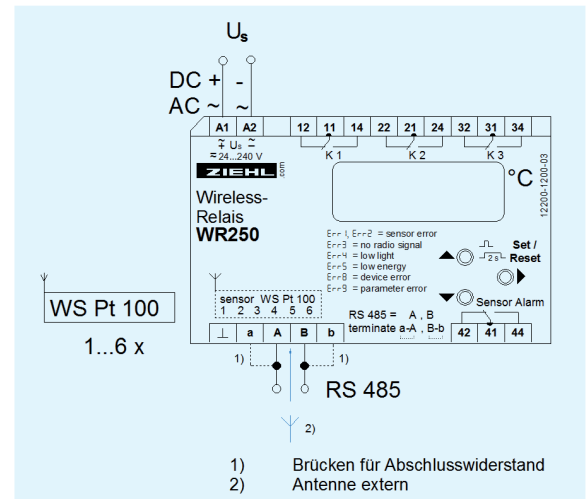 Us
DC + -
AC ~ ~
A1 A2 12 11 14 22 21 24 32 31 34
∓ Us ≃
≂ 24...240 V
K 1 K 2 K 3
ZIEHL .com
°C
12200-1200-03
Wireless-
Relais
WR250
Err 1, Err2 = sensor error
Err3 = no radio signal
Err4 = low light
Err5 = low energy
Err8 = device error
Err9 = parameter error
2 s
Set /
Reset
Sensor Alarm
sensor WS Pt 100
1 2 3 4 5 6
RS 485 = A , B
terminate a-A , B-b
⊥ a A B b 42 41 44
WS Pt 100
1...6 x
1) 1)
RS 485
2)
1) Brücken für Abschlusswiderstand
2) Antenne extern